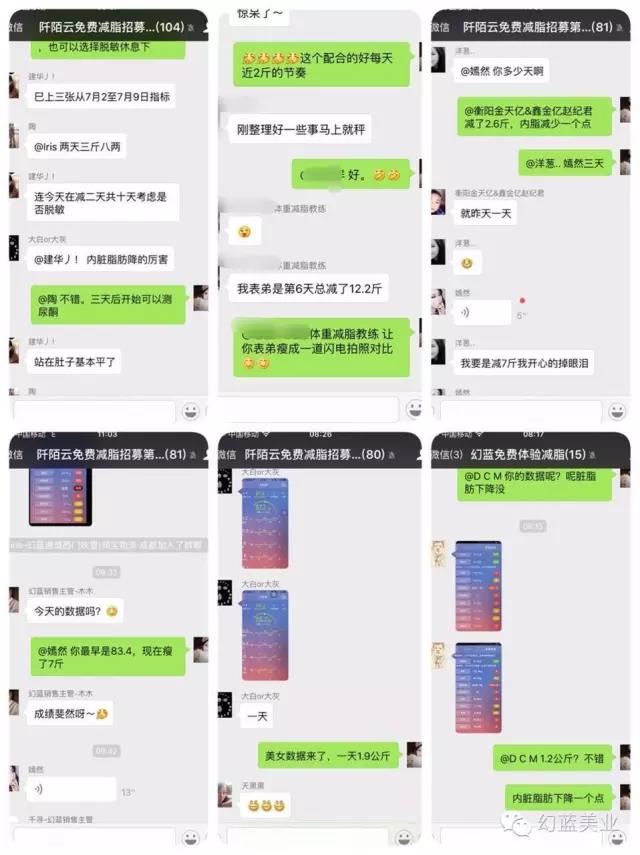 微信
阡陌云免费减脂招募...(104)
，也可以选择脱敏休息下
建华丿！
已上三张从7月2至7月9日指标
陶
@Iris 两天三斤八两
建华丿！
连今天在减二天共十天考虑是
否脱敏
大白or大灰
@建华丿！ 内脏脂肪降的厉害
@陶 不错。三天后开始可以测
尿酮
建华丿！
站在肚子基本平了
陶
惊呆了~
这个配合的好每天
近2斤的节奏
刚整理好一些事马上就秤
好。
体重减脂教练
体重减脂教练
我表弟是第6天总减了12.2斤
体重减脂教练 让
你表弟瘦成一道闪电拍照对比
微信
阡陌云免费减脂招募第...(81)
洋葱..
@嫣然 你多少天啊
@衡阳金天亿&鑫金亿赵纪君
减了2.6斤，内脂减少一个点
@洋葱.. 嫣然三天
衡阳金天亿&鑫金亿赵纪君
就昨天一天
洋葱..
嫣然
6"
洋葱..
我要是减7斤我开心的掉眼泪
嫣然
中国移动
11:03
微信
阡陌云免费减脂招募第...(81)
09:33
幻蓝销售主管-木木
今天的数据吗？
@嫣然 你最早是83.4，现在瘦
了7斤
幻蓝销售主管-木木
成绩斐然呀~
09:42
嫣然
13"
千寻-幻蓝销售主管
中国移动
08:26
微信
阡陌云免费减脂招募第...(80)
大白or大灰
大白or大灰
大白or大灰
一天
美女数据来了，一天1.9公斤
天黑黑
中国移动
08:17
微信(3)
幻蓝免费体验减脂(15)
@D C M 你的数据呢？呢脏脂
肪下降没
08:15
@D C M 1.2公斤？不错
内脏脂肪下降一个点
幻蓝美业